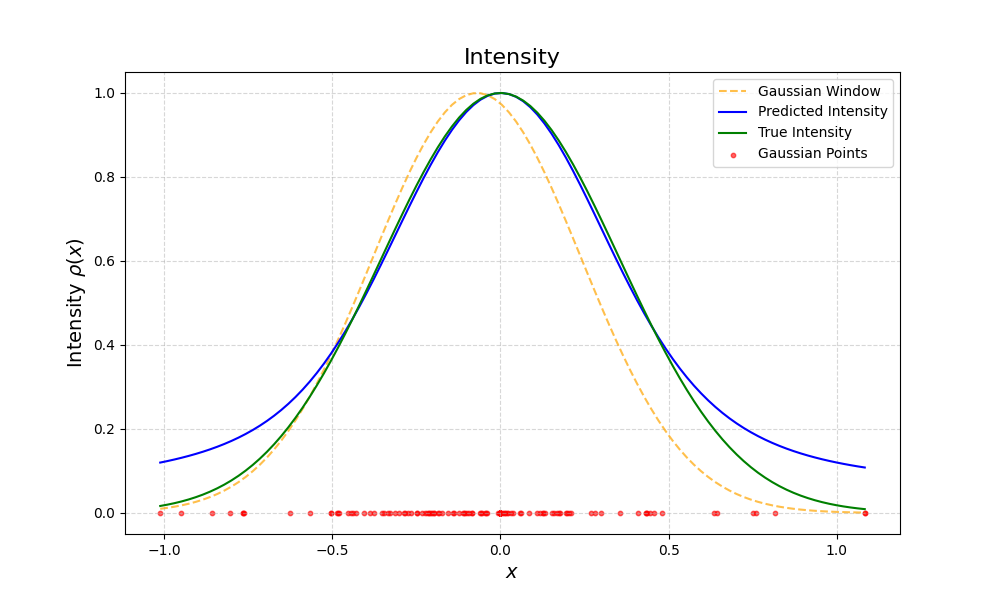 Intensity
Gaussian Window
Predicted Intensity
True Intensity
Gaussian Points
1.0
0.8
0.6
0.4
0.2
0.0
Intensity ρ(x)
−1.0 −0.5 0.0 0.5 1.0
x